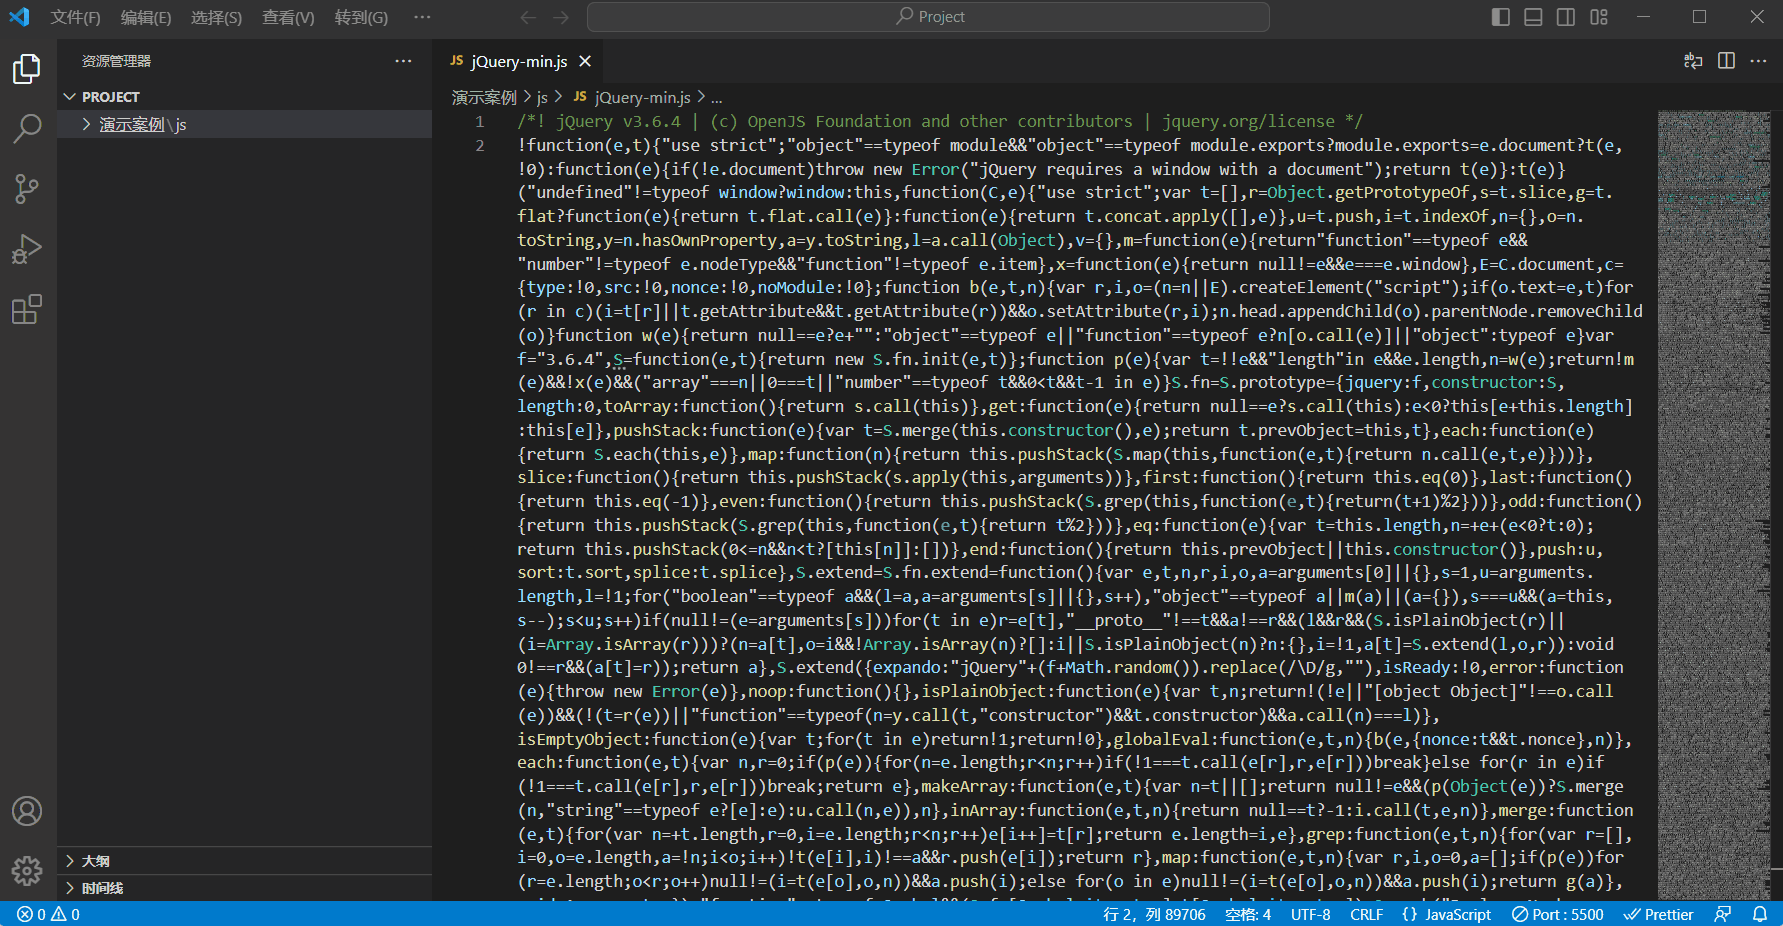 文件(F) 编辑(E) 选择(S) 查看(V) 转到(G) ··· Project
资源管理器 ···
PROJECT
演示案例\js
大纲
时间线
JS jQuery-min.js
演示案例 > js > JS jQuery-min.js > ...
1 /*! jQuery v3.6.4 | (c) OpenJS Foundation and other contributors | jquery.org/license */
2 !function(e,t){"use strict";"object"==typeof module&&"object"==typeof module.exports?module.exports=e.document?t(e,
!0):function(e){if(!e.document)throw new Error("jQuery requires a window with a document");return t(e)}:t(e)}
("undefined"!=typeof window?window:this,function(C,e){"use strict";var t=[],r=Object.getPrototypeOf,s=t.slice,g=t.
flat?function(e){return t.flat.call(e)}:function(e){return t.concat.apply([],e)},u=t.push,i=t.indexOf,n={},o=n.
toString,y=n.hasOwnProperty,a=y.toString,l=a.call(Object),v={},m=function(e){return"function"==typeof e&&
"number"!=typeof e.nodeType&&"function"!=typeof e.item},x=function(e){return null!=e&&e===e.window},E=C.document,c=
{type:!0,src:!0,nonce:!0,noModule:!0};function b(e,t,n){var r,i,o=(n=n||E).createElement("script");if(o.text=e,t)for
(r in c)(i=t[r]||t.getAttribute&&t.getAttribute(r))&&o.setAttribute(r,i);n.head.appendChild(o).parentNode.removeChild
(o)}function w(e){return null==e?e+"":"object"==typeof e||"function"==typeof e?n[o.call(e)]||"object":typeof e}var
f="3.6.4",S=function(e,t){return new S.fn.init(e,t)};function p(e){var t=!!e&&"length"in e&&e.length,n=w(e);return!m
(e)&&!x(e)&&("array"===n||0===t||"number"==typeof t&&0<t&&t-1 in e)}S.fn=S.prototype={jquery:f,constructor:S,
length:0,toArray:function(){return s.call(this)},get:function(e){return null==e?s.call(this):e<0?this[e+this.length]
:this[e]},pushStack:function(e){var t=S.merge(this.constructor(),e);return t.prevObject=this,t},each:function(e)
{return S.each(this,e)},map:function(n){return this.pushStack(S.map(this,function(e,t){return n.call(e,t,e)}))},
slice:function(){return this.pushStack(s.apply(this,arguments))},first:function(){return this.eq(0)},last:function()
{return this.eq(-1)},even:function(){return this.pushStack(S.grep(this,function(e,t){return(t+1)%2}))},odd:function()
{return this.pushStack(S.grep(this,function(e,t){return t%2}))},eq:function(e){var t=this.length,n=+e+(e<0?t:0);
return this.pushStack(0<=n&&n<t?[this[n]]:[])},end:function(){return this.prevObject||this.constructor()},push:u,
sort:t.sort,splice:t.splice},S.extend=S.fn.extend=function(){var e,t,n,r,i,o,a=arguments[0]||{},s=1,u=arguments.
length,l=!1;for("boolean"==typeof a&&(l=a,a=arguments[s]||{},s++),"object"==typeof a||m(a)||(a={}),s===u&&(a=this,
s--);s<u;s++)if(null!=(e=arguments[s]))for(t in e)r=e[t],"__proto__"!==t&&a!==r&&(l&&r&&(S.isPlainObject(r)||
(i=Array.isArray(r)))?(n=a[t],o=i&&!Array.isArray(n)?[]:i||S.isPlainObject(n)?n:{},i=!1,a[t]=S.extend(l,o,r)):void
0!==r&&(a[t]=r));return a},S.extend({expando:"jQuery"+(f+Math.random()).replace(/\D/g,""),isReady:!0,error:function
(e){throw new Error(e)},noop:function(){},isPlainObject:function(e){var t,n;return!(!e||"[object Object]"!==o.call
(e))&&(!(t=r(e))||"function"==typeof(n=y.call(t,"constructor")&&t.constructor)&&a.call(n)===l)},
isEmptyObject:function(e){var t;for(t in e)return!1;return!0},globalEval:function(e,t,n){b(e,{nonce:t&&t.nonce},n)},
each:function(e,t){var n,r=0;if(p(e)){for(n=e.length;r<n;r++)if(!1===t.call(e[r],r,e[r]))break}else for(r in e)if
(!1===t.call(e[r],r,e[r]))break;return e},makeArray:function(e,t){var n=t||[];return null!=e&&(p(Object(e))?S.merge
(n,"string"==typeof e?[e]:e):u.call(n,e)),n},inArray:function(e,t,n){return null==t?-1:i.call(t,e,n)},merge:function
(e,t){for(var n=+t.length,r=0,i=e.length;r<n;r++)e[i++]=t[r];return e.length=i,e},grep:function(e,t,n){for(var r=[],
i=0,o=e.length,a=!n;i<o;i++)!t(e[i],i)!==a&&r.push(e[i]);return r},map:function(e,t,n){var r,i,o=0,a=[];if(p(e))for
(r=e.length;o<r;o++)null!=(i=t(e[o],o,n))&&a.push(i);else for(o in e)null!=(i=t(e[o],o,n))&&a.push(i);return g(a)},
0 0 行 2，列 89706 空格: 4 UTF-8 CRLF {} JavaScript Port : 5500 Prettier